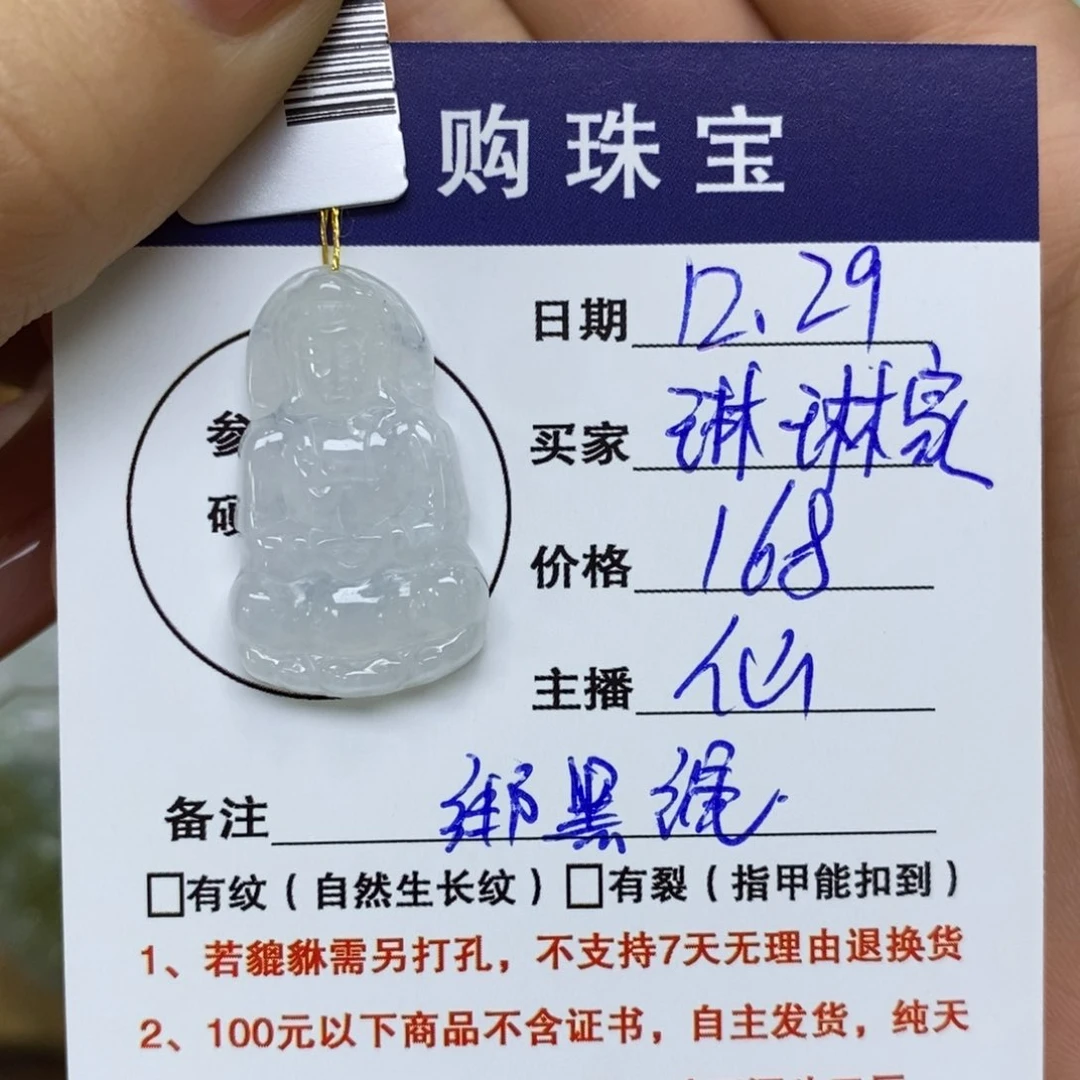 购珠宝
日期 12.29
参
买家 琳琳家
硕
价格 168
主播 仙
备注 绑黑绳.
有纹（自然生长纹） 有裂（指甲能扣到）
1、若貔貅需另打孔，不支持7天无理由退换货
2、100元以下商品不含证书，自主发货，纯天